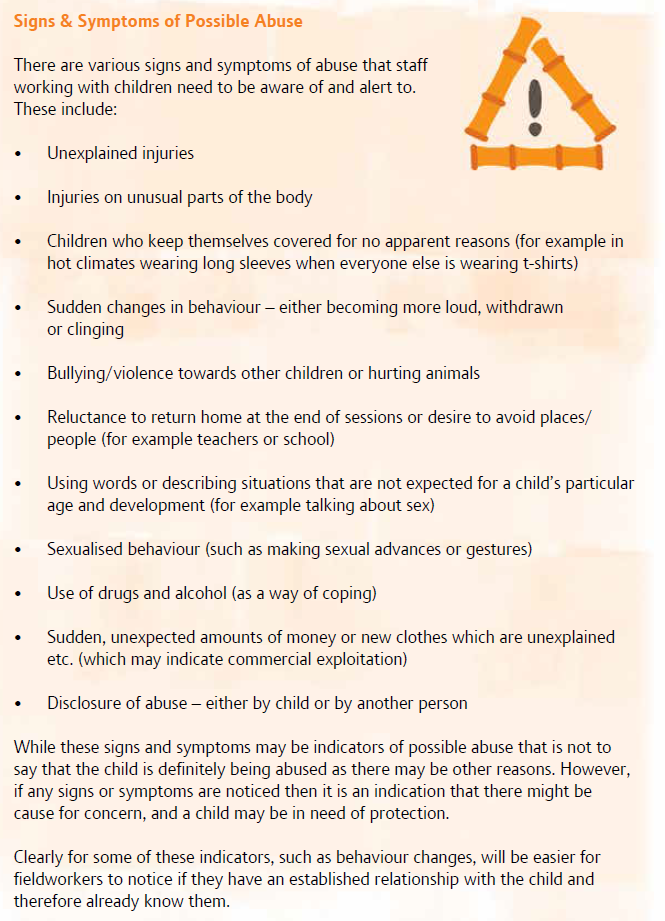 Signs & Symptoms of Possible Abuse
There are various signs and symptoms of abuse that staff
working with children need to be aware of and alert to.
These include:
• Unexplained injuries
• Injuries on unusual parts of the body
• Children who keep themselves covered for no apparent reasons (for example in
hot climates wearing long sleeves when everyone else is wearing t-shirts)
• Sudden changes in behaviour – either becoming more loud, withdrawn
or clinging
• Bullying/violence towards other children or hurting animals
• Reluctance to return home at the end of sessions or desire to avoid places/
people (for example teachers or school)
• Using words or describing situations that are not expected for a child's particular
age and development (for example talking about sex)
• Sexualised behaviour (such as making sexual advances or gestures)
• Use of drugs and alcohol (as a way of coping)
• Sudden, unexpected amounts of money or new clothes which are unexplained
etc. (which may indicate commercial exploitation)
• Disclosure of abuse – either by child or by another person
While these signs and symptoms may be indicators of possible abuse that is not to
say that the child is definitely being abused as there may be other reasons. However,
if any signs or symptoms are noticed then it is an indication that there might be
cause for concern, and a child may be in need of protection.
Clearly for some of these indicators, such as behaviour changes, will be easier for
fieldworkers to notice if they have an established relationship with the child and
therefore already know them.